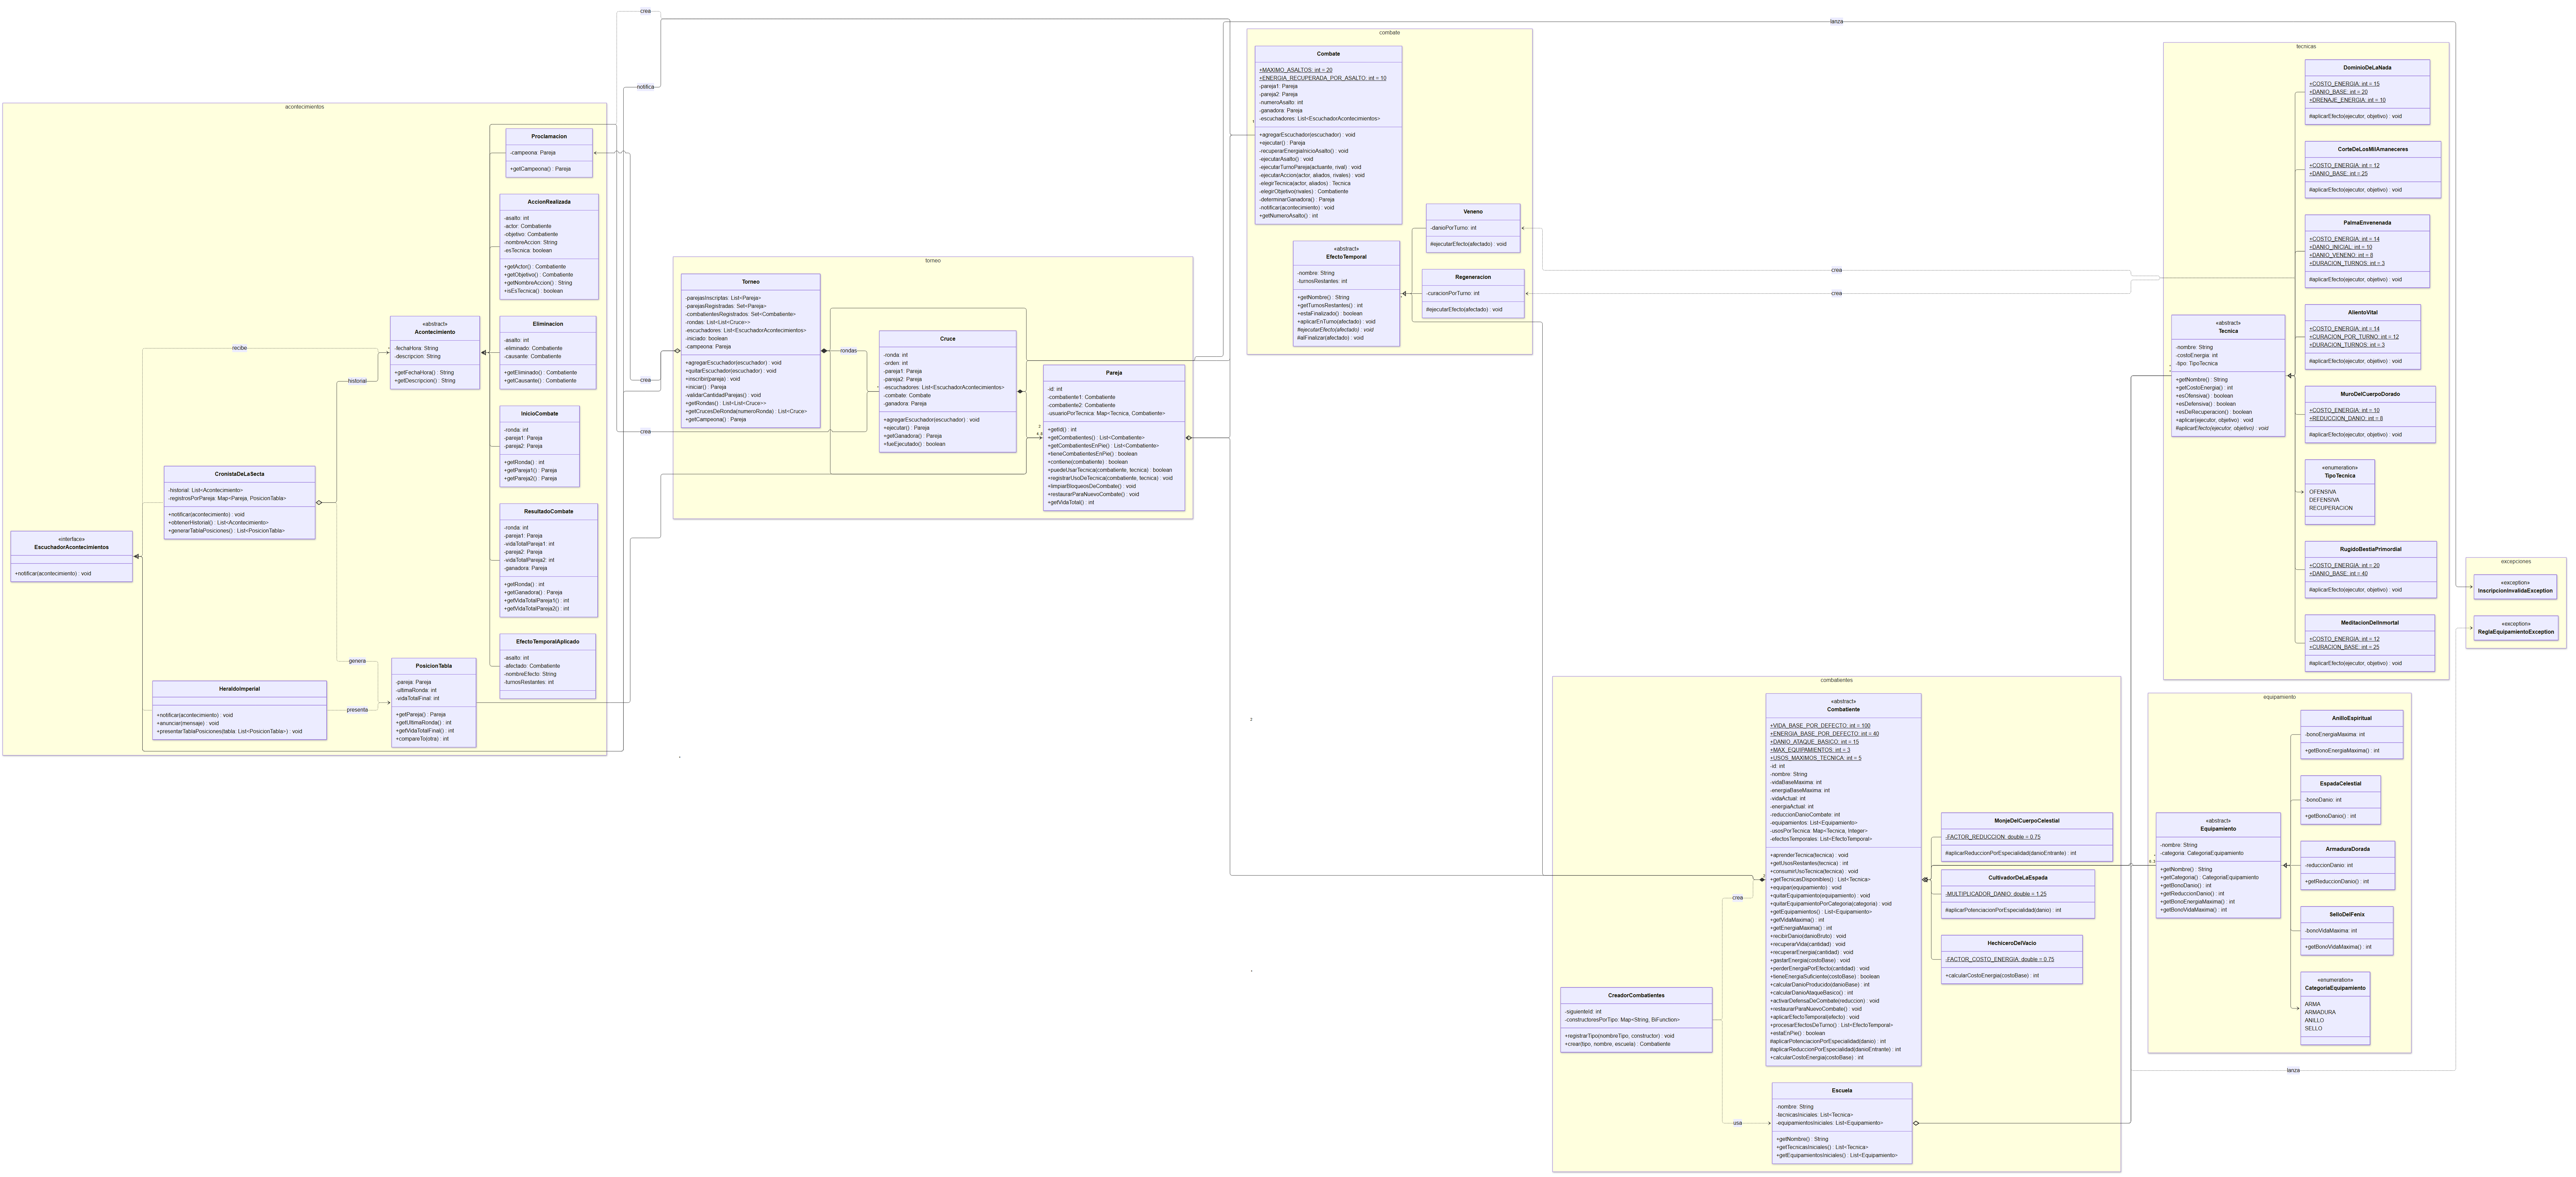 acontecimientos
Proclamacion
-campeona: Pareja
+getCampeona() : Pareja
AccionRealizada
-asalto: int
-actor: Combatiente
-objetivo: Combatiente
-nombreAccion: String
-esTecnica: boolean
+getActor() : Combatiente
+getObjetivo() : Combatiente
+getNombreAccion() : String
+isEsTecnica() : boolean
«abstract»
Acontecimiento
-fechaHora: String
-descripcion: String
+getFechaHora() : String
+getDescripcion() : String
Eliminacion
-asalto: int
-eliminado: Combatiente
-causante: Combatiente
+getEliminado() : Combatiente
+getCausante() : Combatiente
InicioCombate
-ronda: int
-pareja1: Pareja
-pareja2: Pareja
+getRonda() : int
+getPareja1() : Pareja
+getPareja2() : Pareja
CronistaDeLaSecta
-historial: List<Acontecimiento>
-registrosPorPareja: Map<Pareja, PosicionTabla>
+notificar(acontecimiento) : void
+obtenerHistorial() : List<Acontecimiento>
+generarTablaPosiciones() : List<PosicionTabla>
ResultadoCombate
-ronda: int
-pareja1: Pareja
-vidaTotalPareja1: int
-pareja2: Pareja
-vidaTotalPareja2: int
-ganadora: Pareja
+getRonda() : int
+getGanadora() : Pareja
+getVidaTotalPareja1() : int
+getVidaTotalPareja2() : int
«interface»
EscuchadorAcontecimientos
+notificar(acontecimiento) : void
EfectoTemporalAplicado
-asalto: int
-afectado: Combatiente
-nombreEfecto: String
-turnosRestantes: int
PosicionTabla
-pareja: Pareja
-ultimaRonda: int
-vidaTotalFinal: int
+getPareja() : Pareja
+getUltimaRonda() : int
+getVidaTotalFinal() : int
+compareTo(otra) : int
HeraldoImperial
+notificar(acontecimiento) : void
+anunciar(mensaje) : void
+presentarTablaPosiciones(tabla: List<PosicionTabla>) : void
recibe
historial
genera
presenta
crea
notifica
crea
crea
torneo
Torneo
-parejasInscriptas: List<Pareja>
-parejasRegistradas: Set<Pareja>
-combatientesRegistrados: Set<Combatiente>
-rondas: List<List<Cruce>>
-escuchadores: List<EscuchadorAcontecimientos>
-iniciado: boolean
-campeona: Pareja
+agregarEscuchador(escuchador) : void
+quitarEscuchador(escuchador) : void
+inscribir(pareja) : void
+iniciar() : Pareja
-validarCantidadParejas() : void
+getRondas() : List<List<Cruce>>
+getCrucesDeRonda(numeroRonda) : List<Cruce>
+getCampeona() : Pareja
rondas
Cruce
-ronda: int
-orden: int
-pareja1: Pareja
-pareja2: Pareja
-escuchadores: List<EscuchadorAcontecimientos>
-combate: Combate
-ganadora: Pareja
+agregarEscuchador(escuchador) : void
+ejecutar() : Pareja
+getGanadora() : Pareja
+fueEjecutado() : boolean
Pareja
-id: int
-combatiente1: Combatiente
-combatiente2: Combatiente
-usuarioPorTecnica: Map<Tecnica, Combatiente>
+getId() : int
+getCombatientes() : List<Combatiente>
+getCombatientesEnPie() : List<Combatiente>
+tieneCombatientesEnPie() : boolean
+contiene(combatiente) : boolean
+puedeUsarTecnica(combatiente, tecnica) : boolean
+registrarUsoDeTecnica(combatiente, tecnica) : void
+limpiarBloqueosDeCombate() : void
+restaurarParaNuevoCombate() : void
+getVidaTotal() : int
2
combate
Combate
+MAXIMO_ASALTOS: int = 20
+ENERGIA_RECUPERADA_POR_ASALTO: int = 10
-pareja1: Pareja
-pareja2: Pareja
-numeroAsalto: int
-ganadora: Pareja
-escuchadores: List<EscuchadorAcontecimientos>
+agregarEscuchador(escuchador) : void
+ejecutar() : Pareja
-recuperarEnergiaInicioAsalto() : void
-ejecutarAsalto() : void
-ejecutarTurnoPareja(actuante, rival) : void
-ejecutarAccion(actor, aliados, rivales) : void
-elegirTecnica(actor, aliados) : Tecnica
-elegirObjetivo(rivales) : Combatiente
-determinarGanadora() : Pareja
-notificar(acontecimiento) : void
+getNumeroAsalto() : int
Veneno
-danioPorTurno: int
#ejecutarEfecto(afectado) : void
«abstract»
EfectoTemporal
-nombre: String
-turnosRestantes: int
+getNombre() : String
+getTurnosRestantes() : int
+estaFinalizado() : boolean
+aplicarEnTurno(afectado) : void
#ejecutarEfecto(afectado) : void
#alFinalizar(afectado) : void
Regeneracion
-curacionPorTurno: int
#ejecutarEfecto(afectado) : void
2
lanza
crea
crea
combatientes
«abstract»
Combatiente
+VIDA_BASE_POR_DEFECTO: int = 100
+ENERGIA_BASE_POR_DEFECTO: int = 40
+DANIO_ATAQUE_BASICO: int = 15
+MAX_EQUIPAMIENTOS: int = 3
+USOS_MAXIMOS_TECNICA: int = 5
-id: int
-nombre: String
-vidaBaseMaxima: int
-energiaBaseMaxima: int
-vidaActual: int
-energiaActual: int
-reduccionDanioCombate: int
-equipamientos: List<Equipamiento>
-usosPorTecnica: Map<Tecnica, Integer>
-efectosTemporales: List<EfectoTemporal>
+aprenderTecnica(tecnica) : void
+getUsosRestantes(tecnica) : int
+consumirUsoTecnica(tecnica) : void
+getTecnicasDisponibles() : List<Tecnica>
+equipar(equipamiento) : void
+quitarEquipamiento(equipamiento) : void
+quitarEquipamientoPorCategoria(categoria) : void
+getEquipamientos() : List<Equipamiento>
+getVidaMaxima() : int
+getEnergiaMaxima() : int
+recibirDanio(danioBruto) : void
+recuperarVida(cantidad) : void
+recuperarEnergia(cantidad) : void
+gastarEnergia(costoBase) : void
+perderEnergiaPorEfecto(cantidad) : void
+tieneEnergiaSuficiente(costoBase) : boolean
+calcularDanioProducido(danioBase) : int
+calcularDanioAtaqueBasico() : int
+activarDefensaDeCombate(reduccion) : void
+restaurarParaNuevoCombate() : void
+aplicarEfectoTemporal(efecto) : void
+procesarEfectosDeTurno() : List<EfectoTemporal>
+estaEnPie() : boolean
#aplicarPotenciacionPorEspecialidad(danio) : int
#aplicarReduccionPorEspecialidad(danioEntrante) : int
+calcularCostoEnergia(costoBase) : int
MonjeDelCuerpoCelestial
-FACTOR_REDUCCION: double = 0.75
#aplicarReduccionPorEspecialidad(danioEntrante) : int
CultivadorDeLaEspada
-MULTIPLICADOR_DANIO: double = 1.25
#aplicarPotenciacionPorEspecialidad(danio) : int
HechiceroDelVacio
-FACTOR_COSTO_ENERGIA: double = 0.75
+calcularCostoEnergia(costoBase) : int
CreadorCombatientes
-siguienteId: int
-constructoresPorTipo: Map<String, BiFunction>
+registrarTipo(nombreTipo, constructor) : void
+crear(tipo, nombre, escuela) : Combatiente
crea
usa
Escuela
-nombre: String
-tecnicasIniciales: List<Tecnica>
-equipamientosIniciales: List<Equipamiento>
+getNombre() : String
+getTecnicasIniciales() : List<Tecnica>
+getEquipamientosIniciales() : List<Equipamiento>
tecnicas
DominioDeLaNada
+COSTO_ENERGIA: int = 15
+DANIO_BASE: int = 20
+DRENAJE_ENERGIA: int = 10
#aplicarEfecto(ejecutor, objetivo) : void
CorteDeLosMilAmaneceres
+COSTO_ENERGIA: int = 12
+DANIO_BASE: int = 25
#aplicarEfecto(ejecutor, objetivo) : void
PalmaEnvenenada
+COSTO_ENERGIA: int = 14
+DANIO_INICIAL: int = 10
+DANIO_VENENO: int = 8
+DURACION_TURNOS: int = 3
#aplicarEfecto(ejecutor, objetivo) : void
AlientoVital
+COSTO_ENERGIA: int = 14
+CURACION_POR_TURNO: int = 12
+DURACION_TURNOS: int = 3
#aplicarEfecto(ejecutor, objetivo) : void
«abstract»
Tecnica
-nombre: String
-costoEnergia: int
-tipo: TipoTecnica
+getNombre() : String
+getCostoEnergia() : int
+esOfensiva() : boolean
+esDefensiva() : boolean
+esDeRecuperacion() : boolean
+aplicar(ejecutor, objetivo) : void
#aplicarEfecto(ejecutor, objetivo) : void
MuroDelCuerpoDorado
+COSTO_ENERGIA: int = 10
+REDUCCION_DANIO: int = 8
#aplicarEfecto(ejecutor, objetivo) : void
«enumeration»
TipoTecnica
OFENSIVA
DEFENSIVA
RECUPERACION
RugidoBestiaPrimordial
+COSTO_ENERGIA: int = 20
+DANIO_BASE: int = 40
#aplicarEfecto(ejecutor, objetivo) : void
MeditacionDelInmortal
+COSTO_ENERGIA: int = 12
+CURACION_BASE: int = 25
#aplicarEfecto(ejecutor, objetivo) : void
equipamiento
AnilloEspiritual
-bonoEnergiaMaxima: int
+getBonoEnergiaMaxima() : int
EspadaCelestial
-bonoDanio: int
+getBonoDanio() : int
«abstract»
Equipamiento
-nombre: String
-categoria: CategoriaEquipamiento
+getNombre() : String
+getCategoria() : CategoriaEquipamiento
+getBonoDanio() : int
+getReduccionDanio() : int
+getBonoEnergiaMaxima() : int
+getBonoVidaMaxima() : int
ArmaduraDorada
-reduccionDanio: int
+getReduccionDanio() : int
SelloDelFenix
-bonoVidaMaxima: int
+getBonoVidaMaxima() : int
«enumeration»
CategoriaEquipamiento
ARMA
ARMADURA
ANILLO
SELLO
lanza
excepciones
«exception»
InscripcionInvalidaException
«exception»
ReglaEquipamientoException